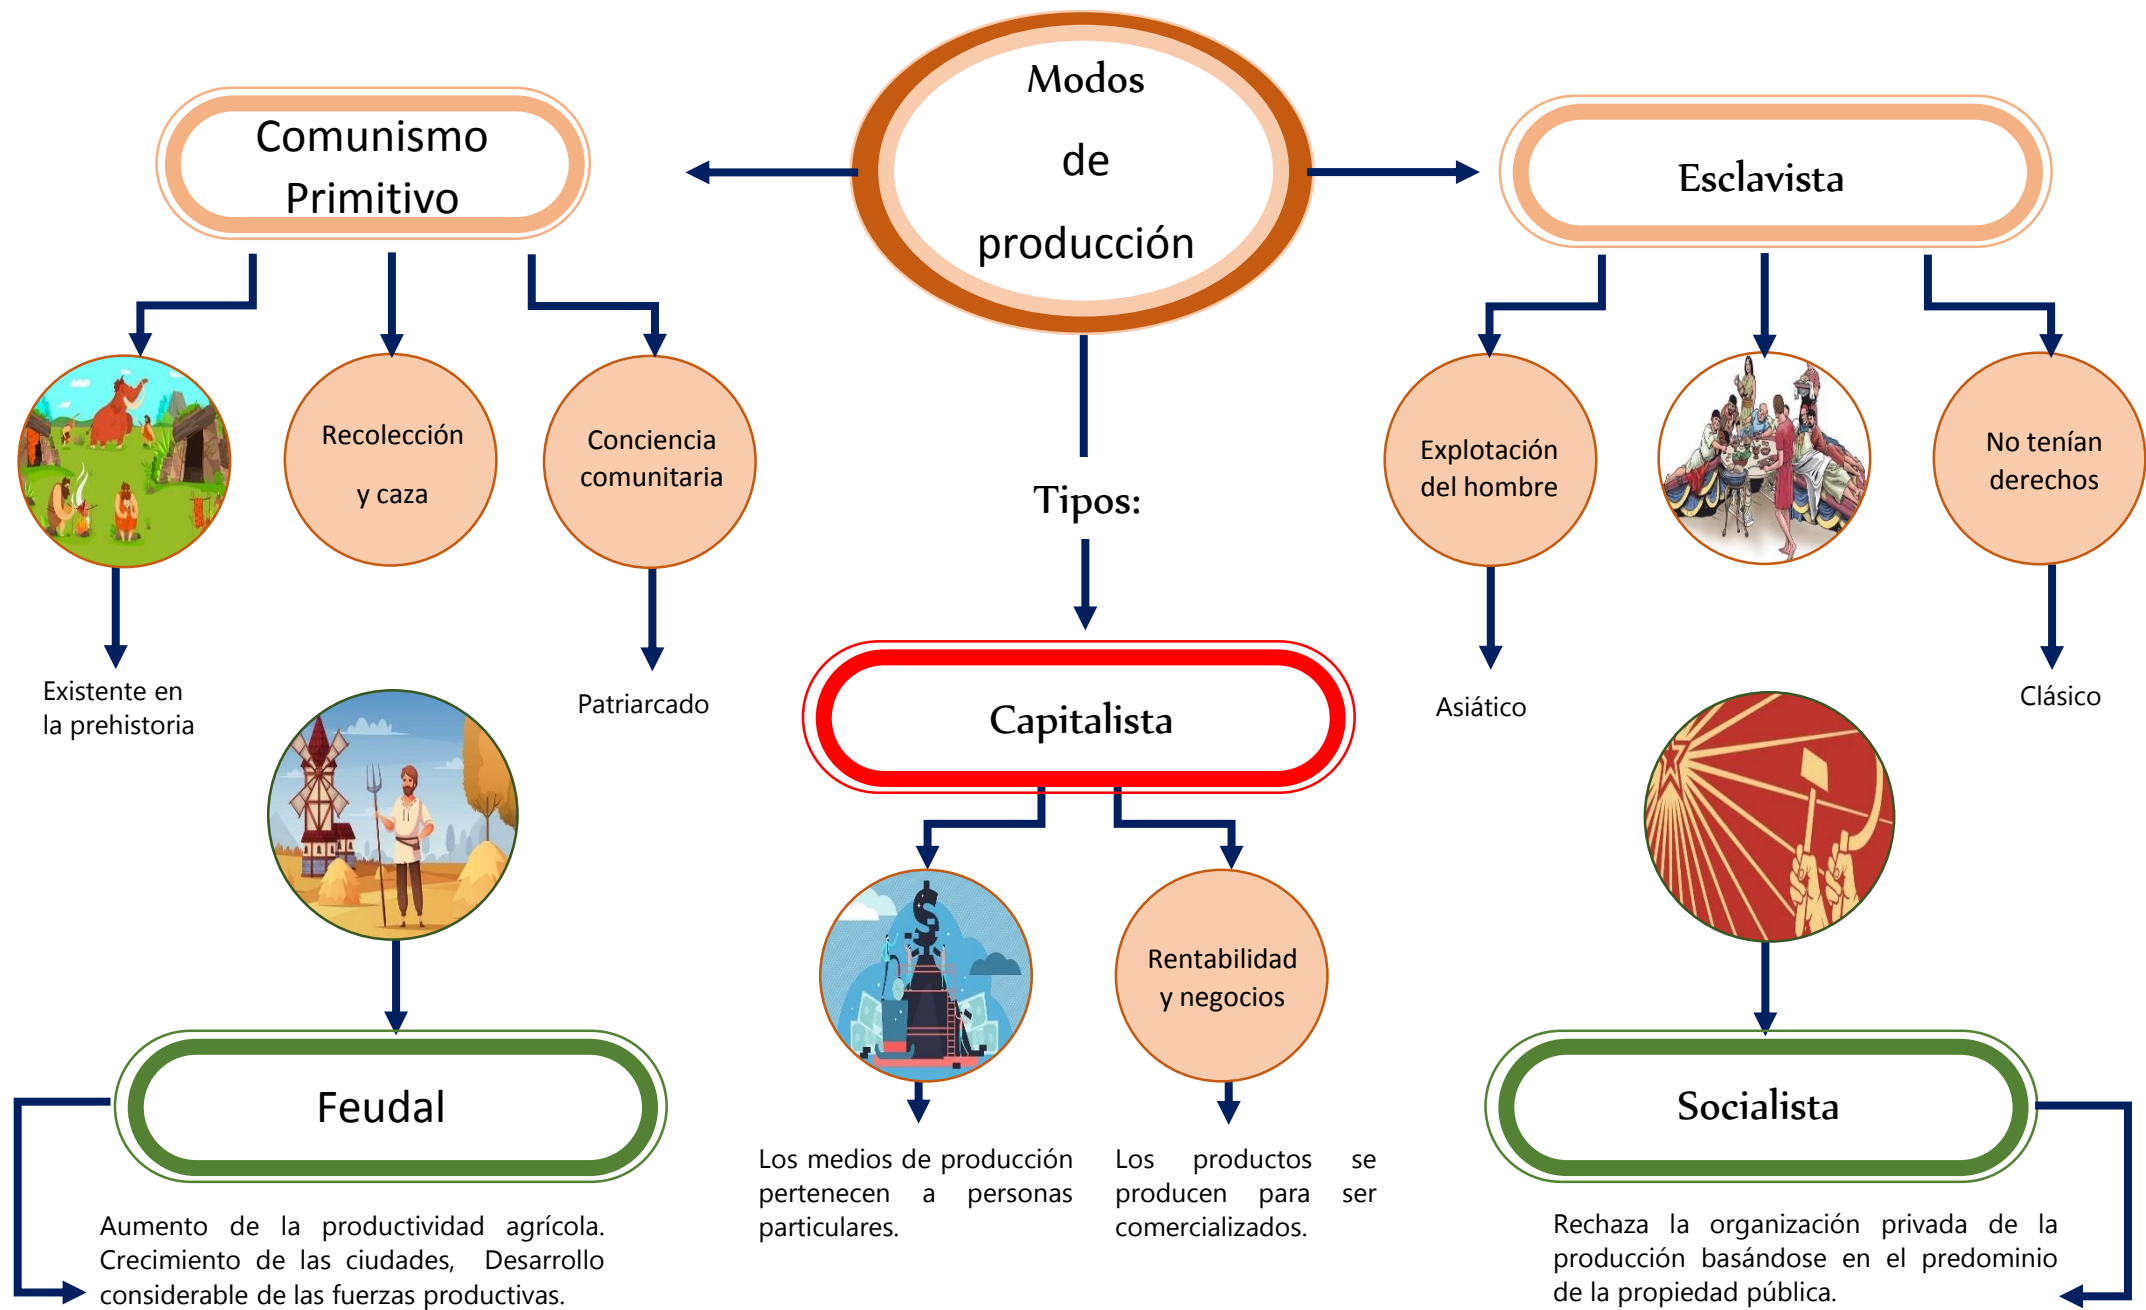 Modos
de
producción
Comunismo
Primitivo
Esclavista
Recolección
y caza
Conciencia
comunitaria
Explotación
del hombre
No tenían
derechos
Tipos:
Existente en
la prehistoria
Patriarcado
Asiático
Clásico
Capitalista
Rentabilidad
y negocios
Feudal
Socialista
Los medios de producción
pertenecen a personas
particulares.
Los productos se
producen para ser
comercializados.
Aumento de la productividad agrícola.
Crecimiento de las ciudades, Desarrollo
considerable de las fuerzas productivas.
Rechaza la organización privada de la
producción basándose en el predominio
de la propiedad pública.